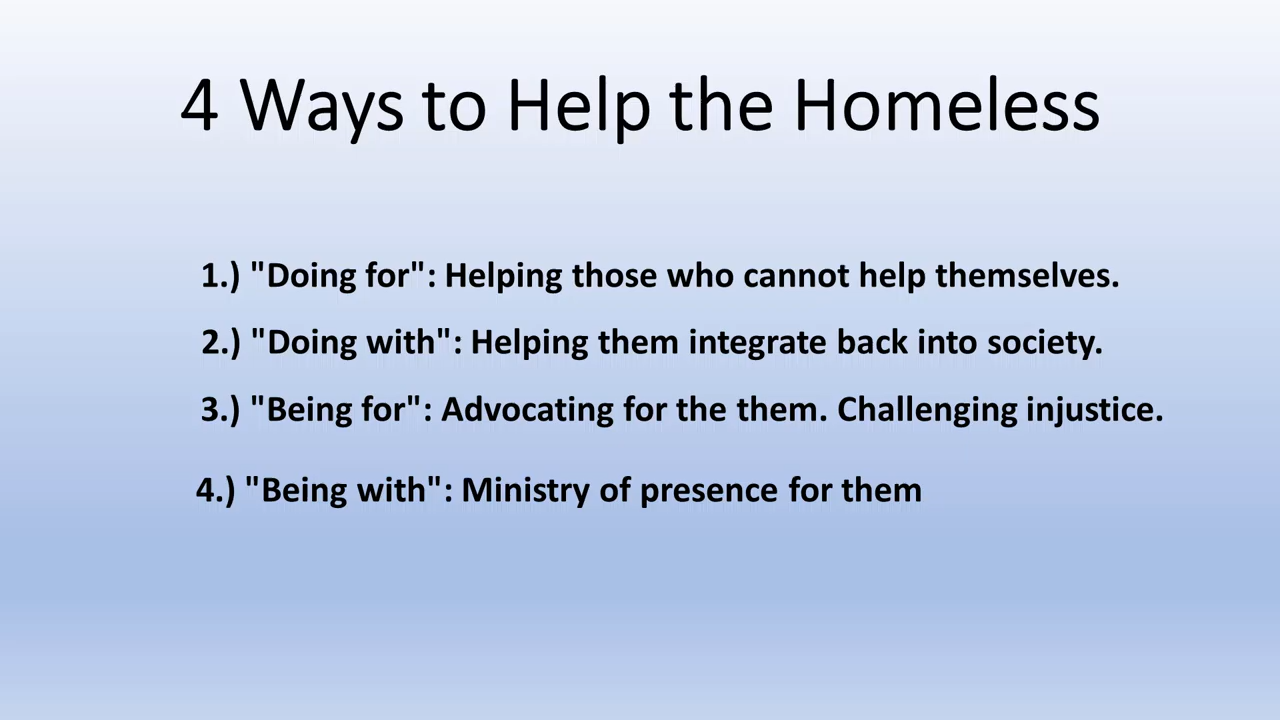 4 Ways to Help the Homeless
1.) "Doing for": Helping those who cannot help themselves.
2.) "Doing with": Helping them integrate back into society.
3.) "Being for": Advocating for the them. Challenging injustice.
4.) "Being with": Ministry of presence for them